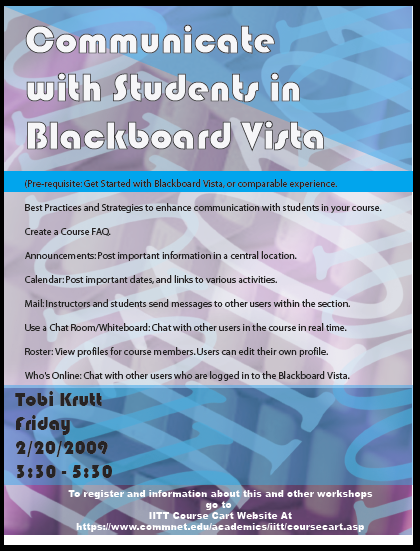 Communicate
with Students in
Blackboard Vista
(Pre-requisite: Get Started with Blackboard Vista, or comparable experience.
Best Practices and Strategies to enhance communication with students in your course.
Create a Course FAQ.
Announcements: Post important information in a central location.
Calendar: Post important dates, and links to various activities.
Mail: Instructors and students send messages to other users within the section.
Use a Chat Room/Whiteboard: Chat with other users in the course in real time.
Roster: View profiles for course members. Users can edit their own profile.
Who's Online: Chat with other users who are logged in to the Blackboard Vista.
Tobi Krutt
Friday
2/20/2009
3:30 - 5:30
To register and information about this and other workshops
go to
IITT Course Cart Website At
https://www.commnet.edu/academics/iitt/coursecart.asp